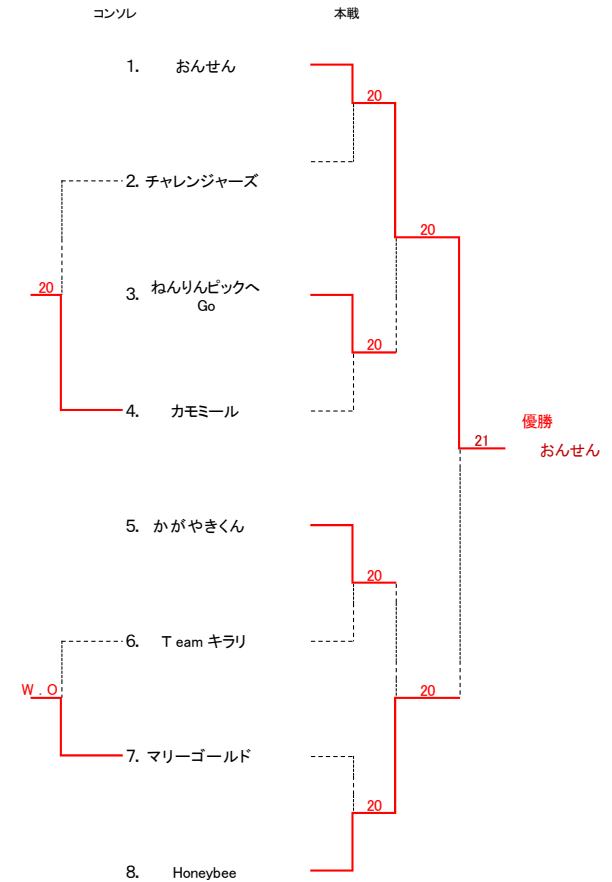 コンソレ 本戦
1. おんせん
20
2. チャレンジャーズ
20
20 3. ねんりんピックへ
Go
20
4. カモミール
優勝
21 おんせん
5. かがやきくん
20
6. Team キラリ
W.O 20
7. マリーゴールド
20
8. Honeybee